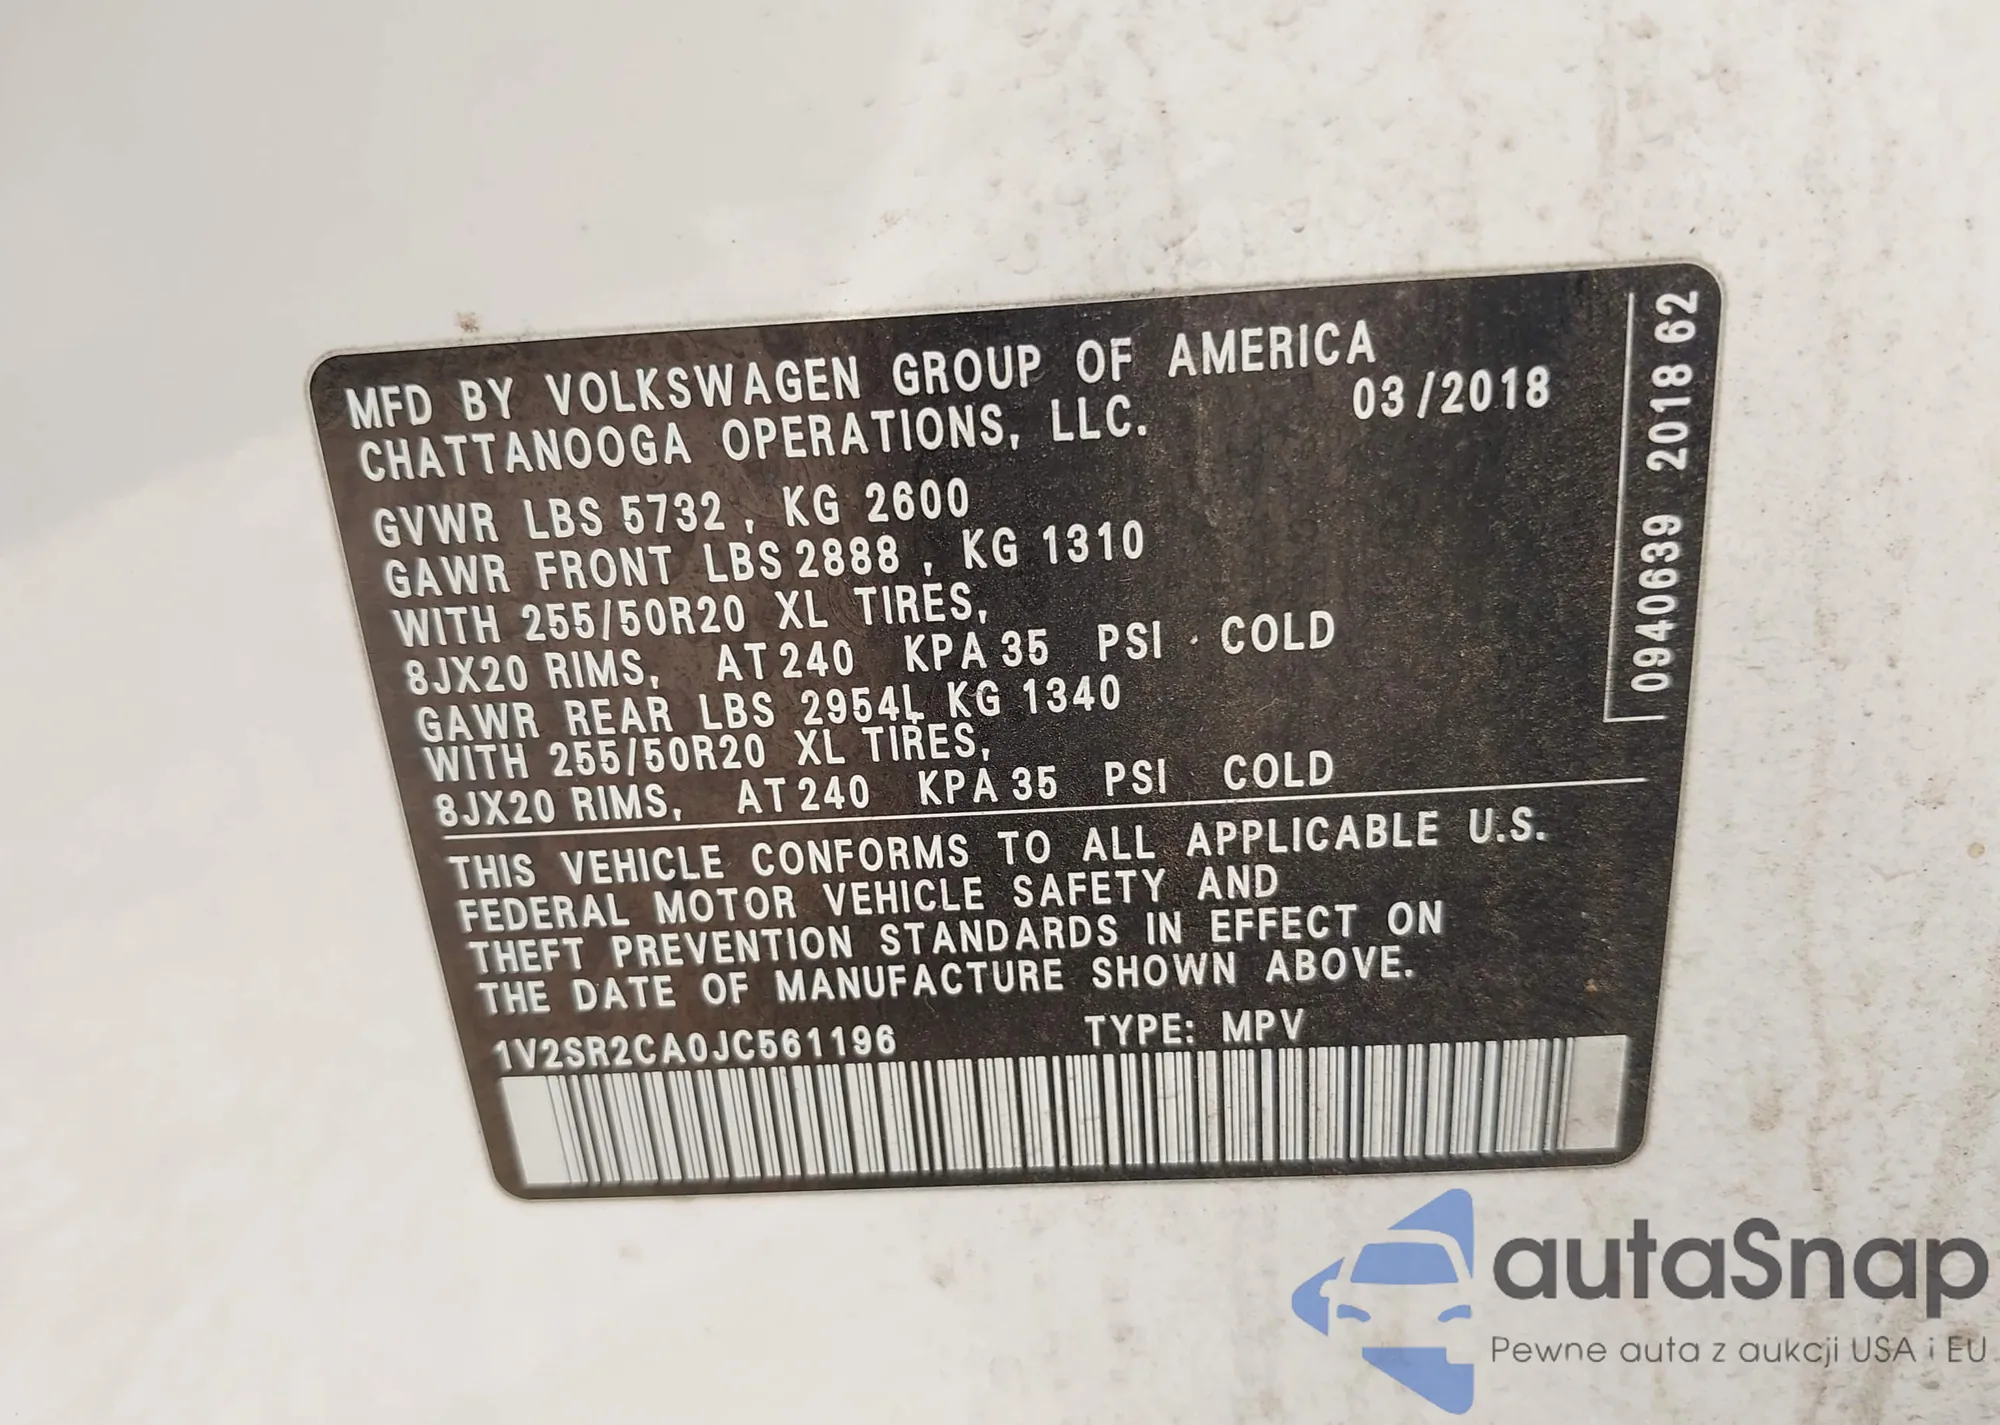 MFD BY VOLKSWAGEN GROUP OF AMERICA
CHATTANOOGA OPERATIONS, LLC. 03/2018
GVWR LBS 5732 , KG 2600
GAWR FRONT LBS 2888 , KG 1310
WITH 255/50R20 XL TIRES,
8JX20 RIMS, AT 240 KPA 35 PSI COLD
GAWR REAR LBS 2954L KG 1340
WITH 255/50R20 XL TIRES,
8JX20 RIMS, AT 240 KPA 35 PSI COLD
THIS VEHICLE CONFORMS TO ALL APPLICABLE U.S.
FEDERAL MOTOR VEHICLE SAFETY AND
THEFT PREVENTION STANDARDS IN EFFECT ON
THE DATE OF MANUFACTURE SHOWN ABOVE.
1V2SR2CA0JC561196 TYPE: MPV
0940639 2018 62
autaSnap
Pewne auta z aukcji USA i EU